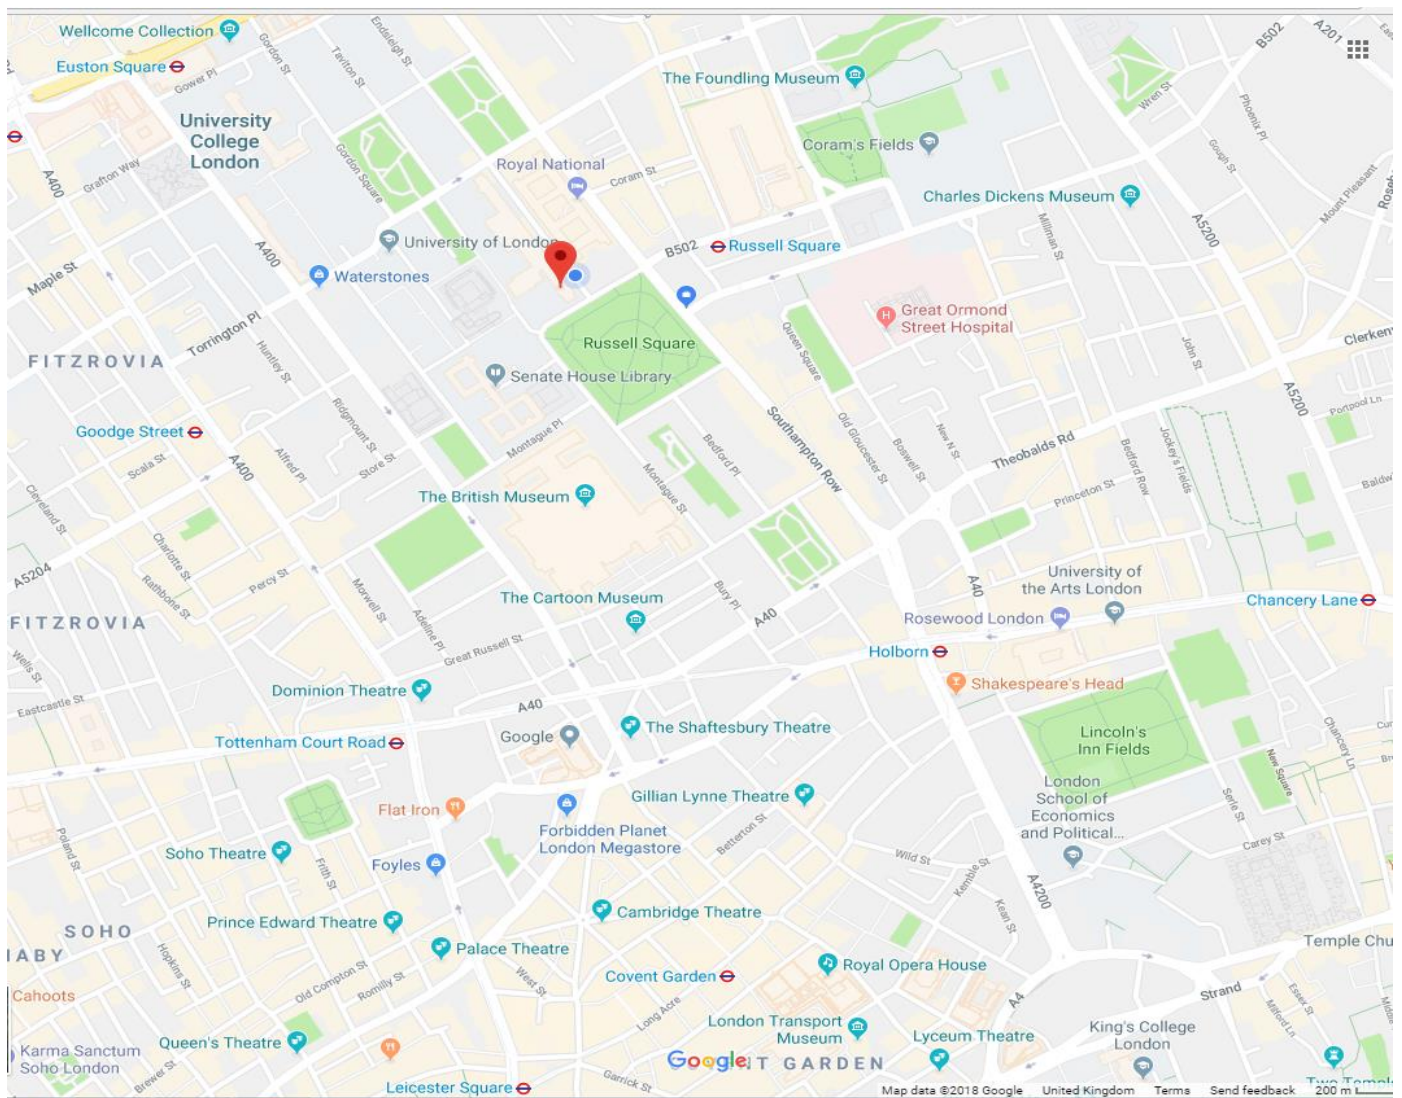 Wellcome Collection
Euston Square
Gower Pl
Gordon St
Taviton St
Endsleigh St
B502
A201
The Foundling Museum
Wren St
Phoenix Pl
University
College
London
Gordon Square
Grafton Way
A400
Royal National
Coram St
Coram's Fields
Gough St
Mount Pleasant
Charles Dickens Museum
Millman St
A5200
University of London
B502
Russell Square
A400
Waterstones
Maple St
Torrington Pl
Great Ormond
Street Hospital
Queen Square
John St
FITZROVIA
Huntley St
Russell Square
Senate House Library
A5200
Portpool Ln
Goodge Street
Ridgmount St
Montague Pl
Bedford Pl
Southampton Row
Old Gloucester St
Boswell St
New N St
Theobalds Rd
Bedford Row
Jockey's Fields
Scala St
A400
Alfred Pl
Store St
Montague St
Princeton St
Cleveland St
The British Museum
Charlotte St
A5204
Rathbone St
Percy St
Morwell St
Adeline Pl
The Cartoon Museum
Bury Pl
A40
A40
University of
the Arts London
Rosewood London
Chancery Lane
FITZROVIA
Great Russell St
Holborn
Wells St
Eastcastle St
Dominion Theatre
Shakespeare's Head
A40
Tottenham Court Road
Google
The Shaftesbury Theatre
Lincoln's
Inn Fields
Chancery Ln
New Square
Flat Iron
Gillian Lynne Theatre
London
School of
Economics
and Political...
Serle St
Poland St
Forbidden Planet
London Megastore
Betterton St
Carey St
Soho Theatre
Frith St
Foyles
Wild St
Kemble St
Kean St
A4200
Prince Edward Theatre
Cambridge Theatre
SOHO
Palace Theatre
Hopkins St
Old Compton St
Romilly St
West St
Covent Garden
Royal Opera House
Strand
Cahoots
Long Acre
A4
Essex St
Milford Ln
London Transport
Museum
Lyceum Theatre
King's College
London
Queen's Theatre
Karma Sanctum
Soho London
Brewer St
Google
GARDEN
Leicester Square
Garrick St
Map data ©2018 Google
United Kingdom
Terms
Send feedback
200 m